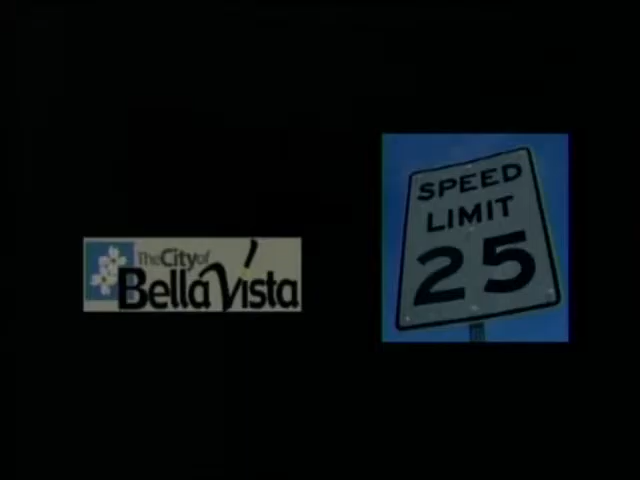 The City of
Bella Vista
SPEED
LIMIT
25